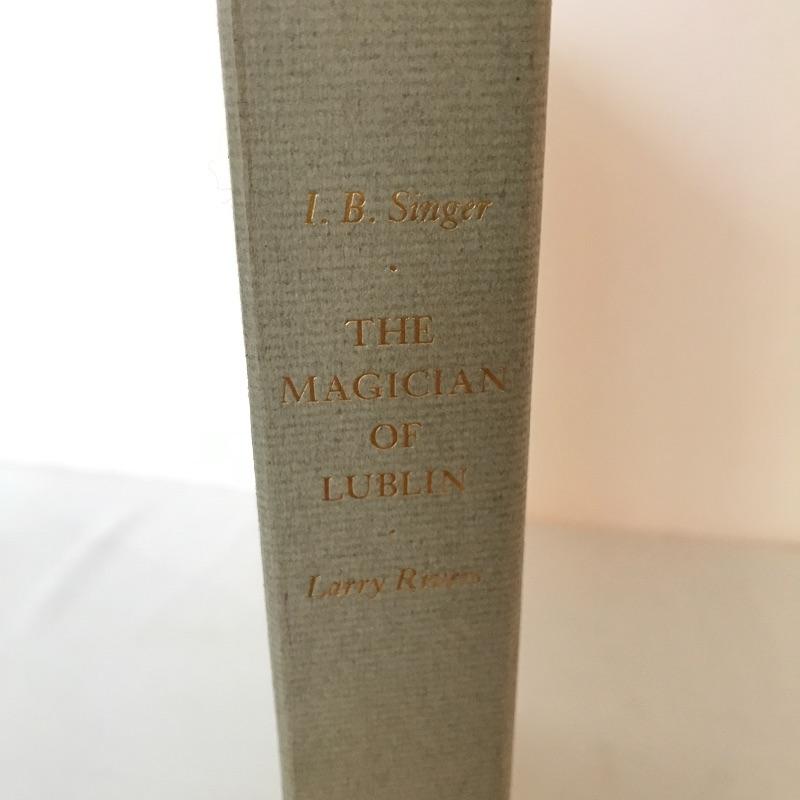 I. B. Singer
THE
MAGICIAN
OF
LUBLIN
Larry Rivers